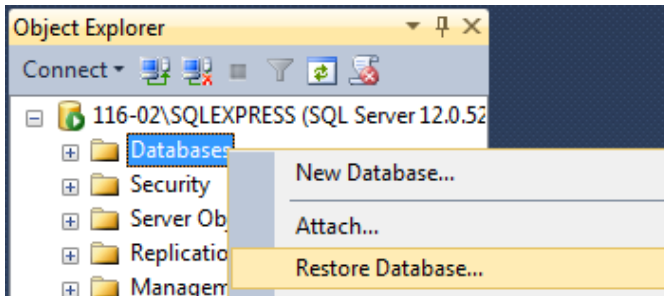 Object Explorer
Connect
116-02\SQLEXPRESS (SQL Server 12.0.52
Databases
Security
Server Ob
Replicatio
Managem
New Database...
Attach...
Restore Database...